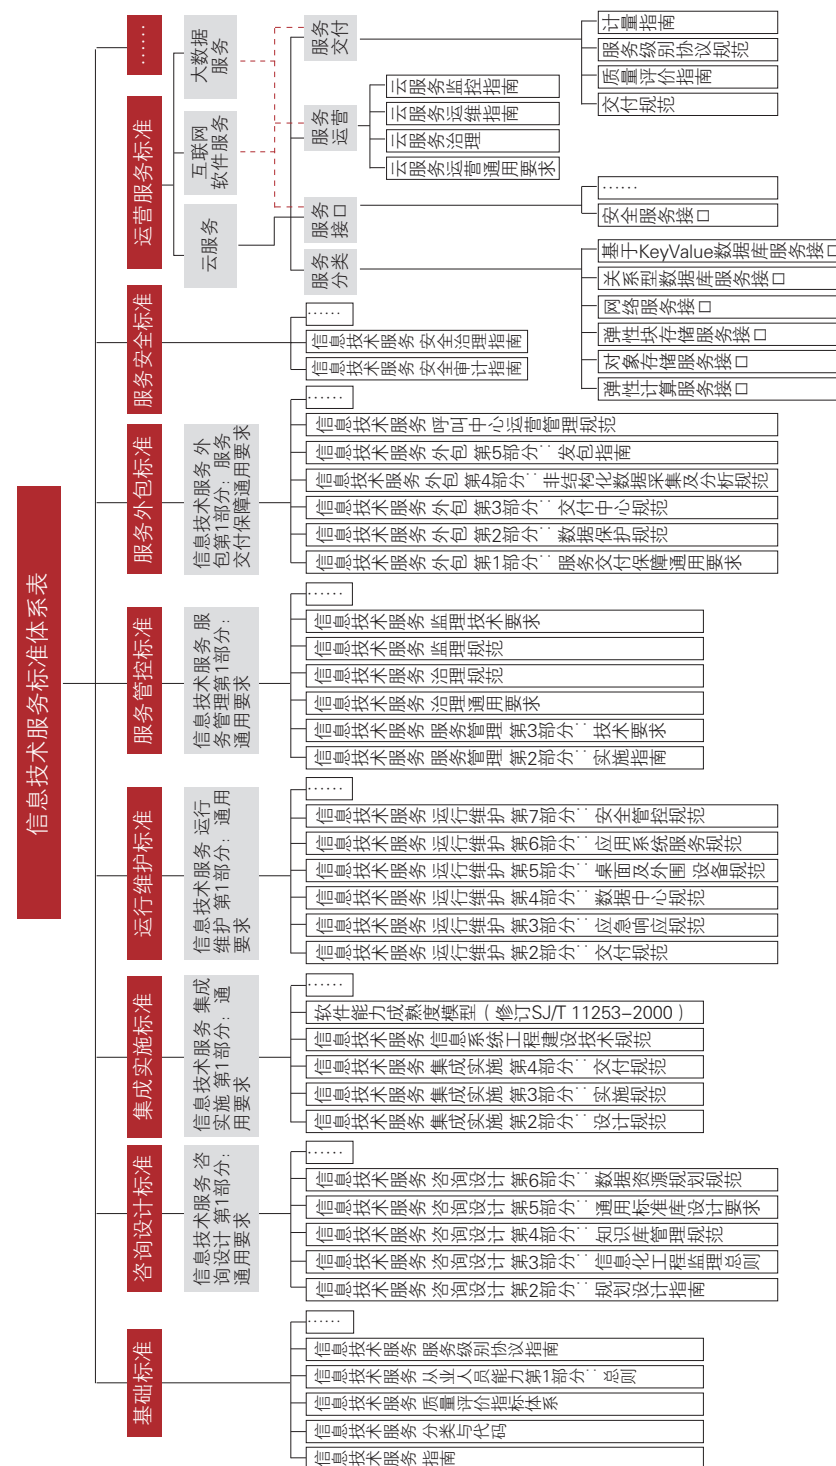 信息技术服务标准体系表
基础标准
信息技术服务 指南
信息技术服务 分类与代码
信息技术服务 质量评价指标体系
信息技术服务 从业人员能力第1部分：总则
信息技术服务 服务级别协议指南
……
咨询设计标准
信息技术服务 咨
询设计 第1部分：
通用要求
信息技术服务 咨询设计 第2部分：规划设计指南
信息技术服务 咨询设计 第3部分：信息化工程监理总则
信息技术服务 咨询设计 第4部分：知识库管理规范
信息技术服务 咨询设计 第5部分：通用标准库设计要求
信息技术服务 咨询设计 第6部分：数据资源规划规范
……
集成实施标准
信息技术服务 集成
实施 第1部分：通
用要求
信息技术服务 集成实施 第2部分：设计规范
信息技术服务 集成实施 第3部分：实施规范
信息技术服务 集成实施 第4部分：交付规范
信息技术服务 信息系统工程建设技术规范
软件能力成熟度模型（修订SJ/T 11253–2000）
……
运行维护标准
信息技术服务 运行
维护 第1部分：通用
要求
信息技术服务 运行维护 第2部分：交付规范
信息技术服务 运行维护 第3部分：应急响应规范
信息技术服务 运行维护 第4部分：数据中心规范
信息技术服务 运行维护 第5部分：桌面及外围 设备规范
信息技术服务 运行维护 第6部分：应用系统服务规范
信息技术服务 运行维护 第7部分：安全管控规范
……
服务管控标准
信息技术服务 服
务管理第1部分：
通用要求
信息技术服务 服务管理 第2部分：实施指南
信息技术服务 服务管理 第3部分：技术要求
信息技术服务 治理通用要求
信息技术服务 治理规范
信息技术服务 监理规范
信息技术服务 监理技术要求
……
服务外包标准
信息技术服务 外
包第1部分：服务
交付保障通用要求
信息技术服务 外包 第1部分：服务交付保障通用要求
信息技术服务 外包 第2部分：数据保护规范
信息技术服务 外包 第3部分：交付中心规范
信息技术服务 外包 第4部分：非结构化数据采集及分析规范
信息技术服务 外包 第5部分：发包指南
信息技术服务 呼叫中心运营管理规范
……
服务安全标准
信息技术服务 安全审计指南
信息技术服务 安全治理指南
……
运营服务标准
云服务
互联网
软件服务
大数据
服务
服务
分类
服务
接口
服务
运营
服务
交付
云服务运营通用要求
云服务治理
云服务运维指南
云服务监控指南
弹性计算服务接口
对象存储服务接口
弹性块存储服务接口
网络服务接口
关系型数据库服务接口
基于KeyValue数据库服务接口
安全服务接口
……
交付规范
质量评价指南
服务级别协议规范
计量指南
……